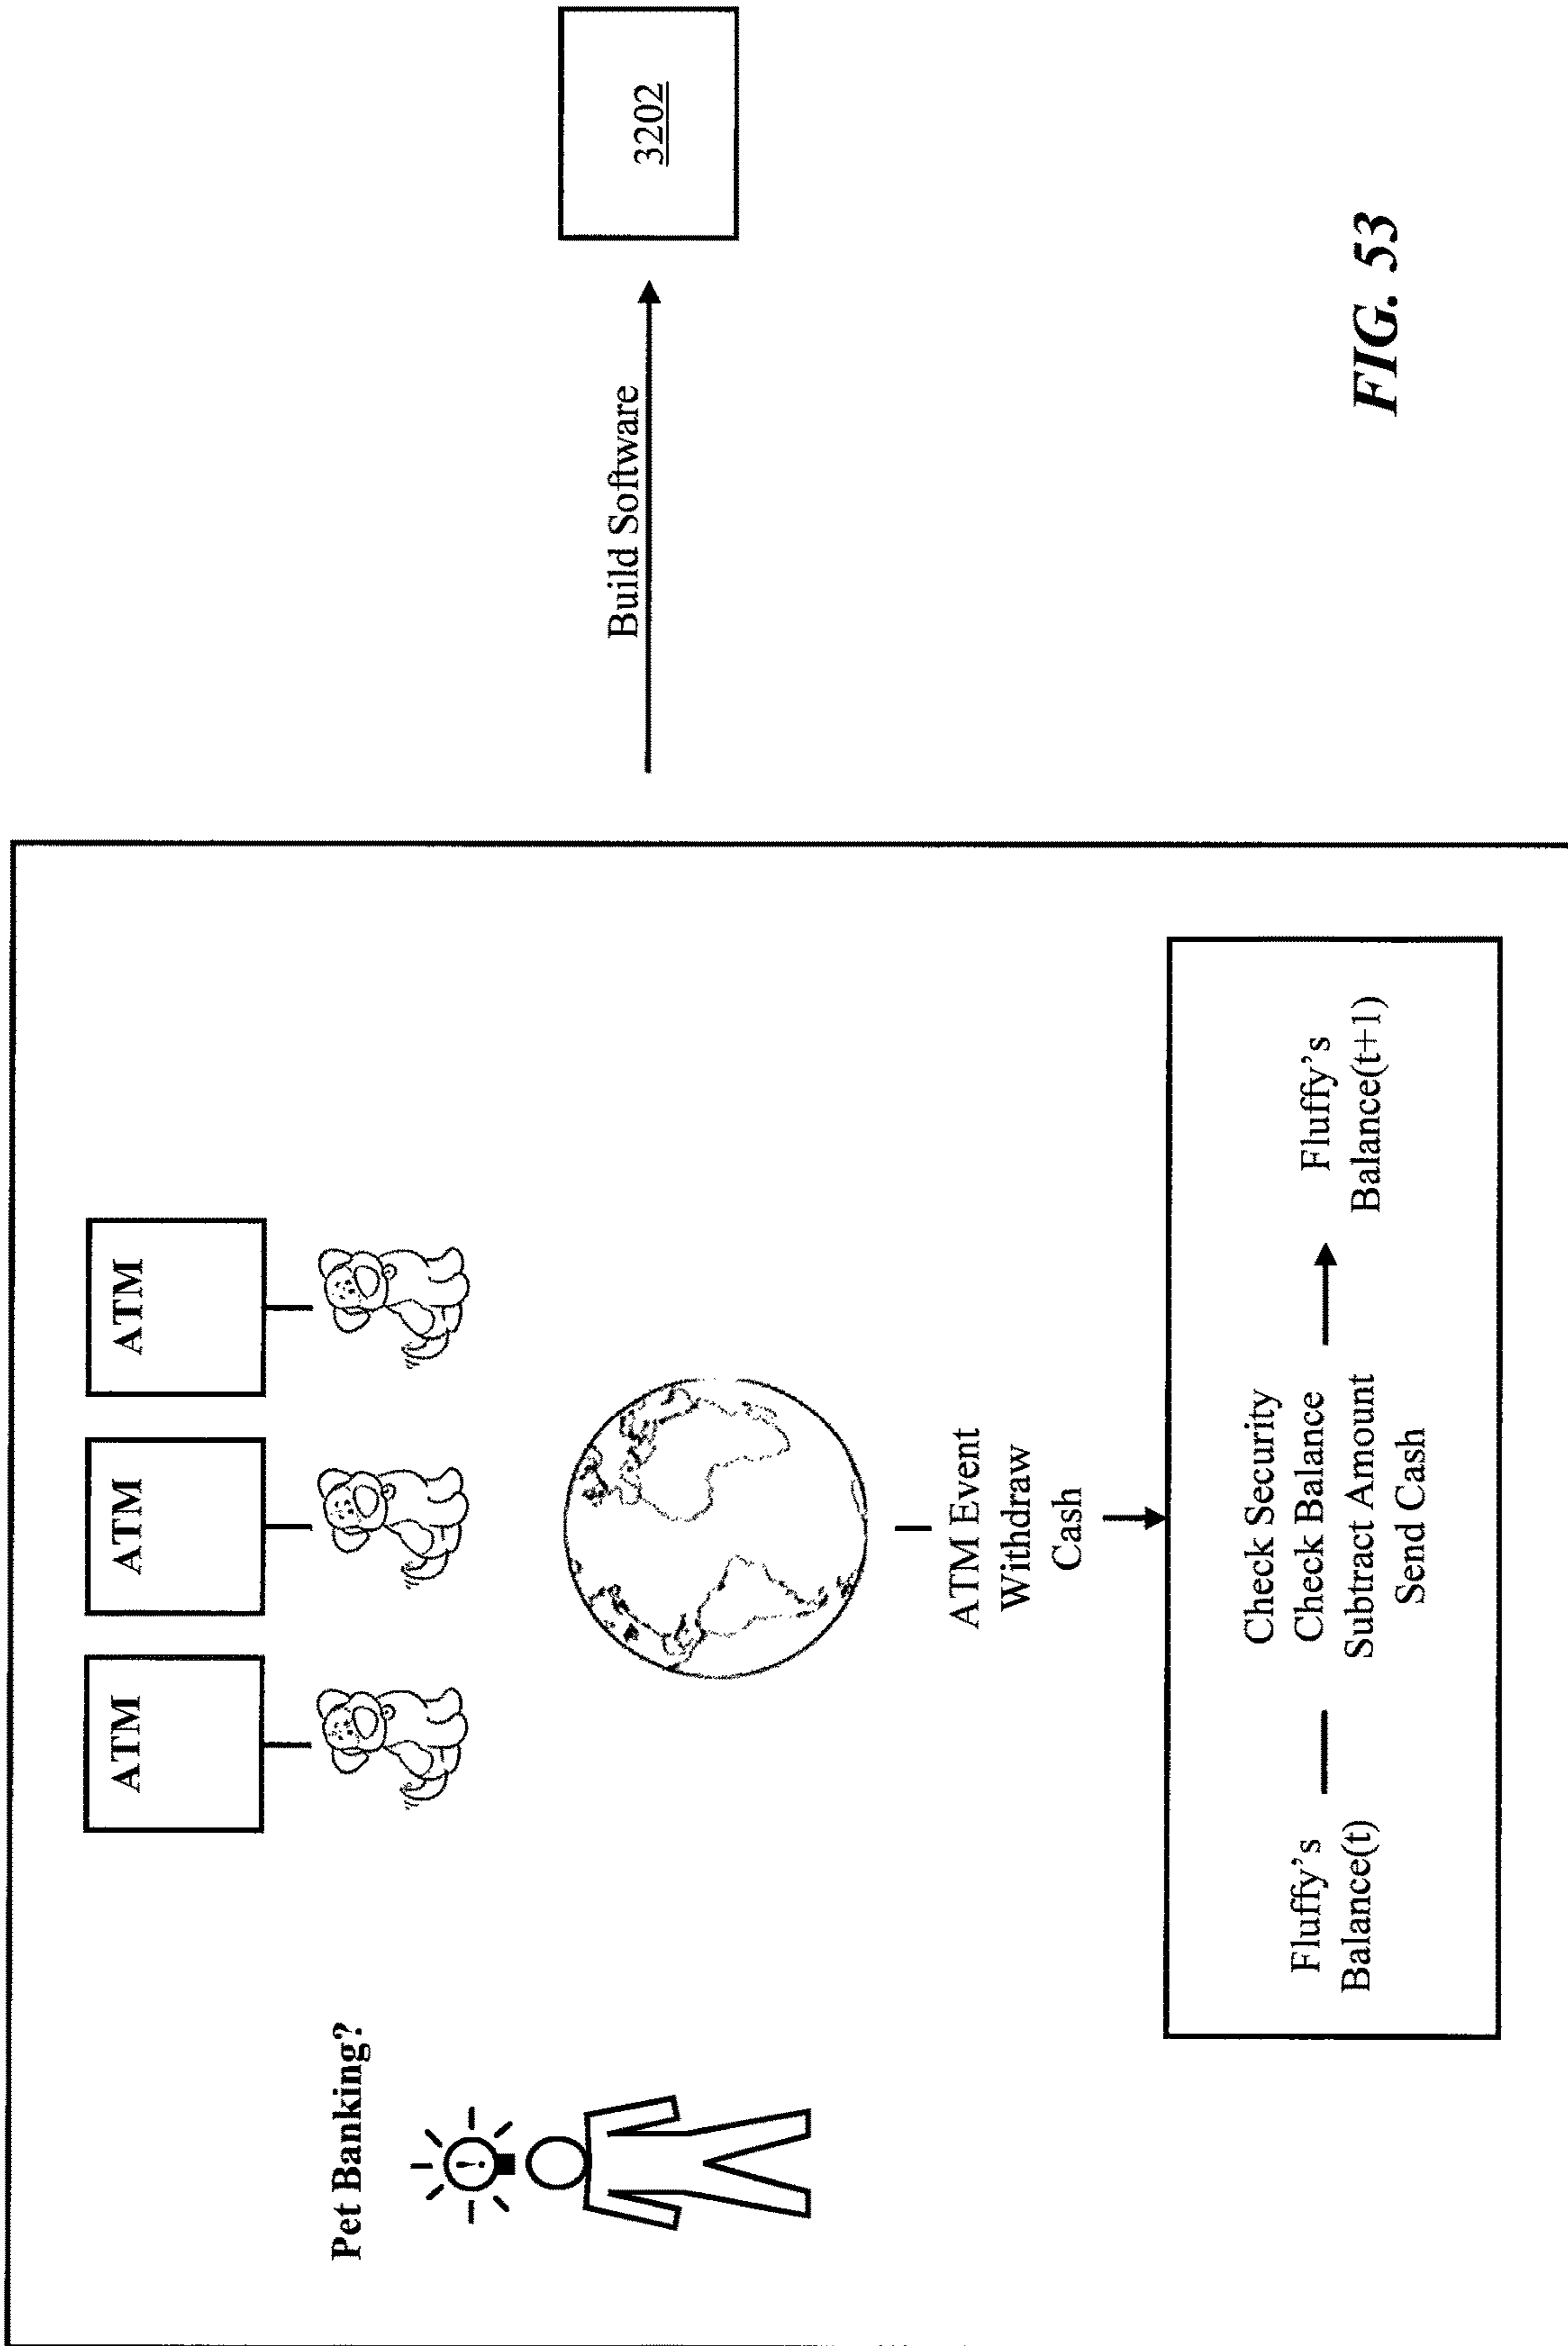 Pet Banking?
ATM
ATM
ATM
!
ATM Event
Withdraw
Cash
Fluffy's
Balance(t)
Check Security
Check Balance
Subtract Amount
Send Cash
Fluffy's
Balance(t+1)
Build Software
3202
FIG. 53